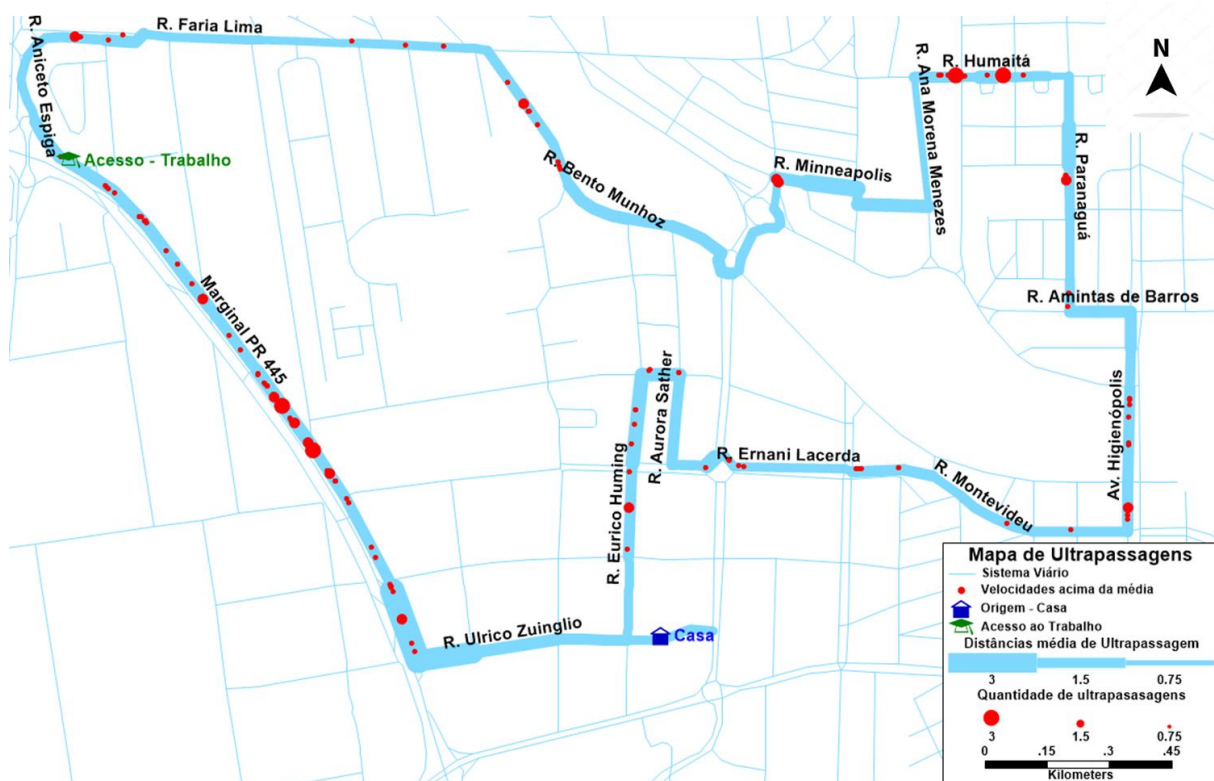 R. Faria Lima
R. Aniceto Espiga
Acesso - Trabalho
R. Bento Munhoz
R. Minneapolis
R. Ana Morena Menezes
R. Humaitá
N
R. Paranaguá
R. Amintas de Barros
Marginal PR 445
R. Aurora Sather
R. Eurico Huming
R. Ernani Lacerda
R. Montevideu
Av. Higienópolis
R. Ulrico Zuinglio
Casa
Mapa de Ultrapassagens
Sistema Viário
Velocidades acima da média
Origem - Casa
Acesso ao Trabalho
Distâncias média de Ultrapassagem
3 1.5 0.75
Quantidade de ultrapasasagens
3 1.5 0.75
0 .15 .3 .45
Kilometers